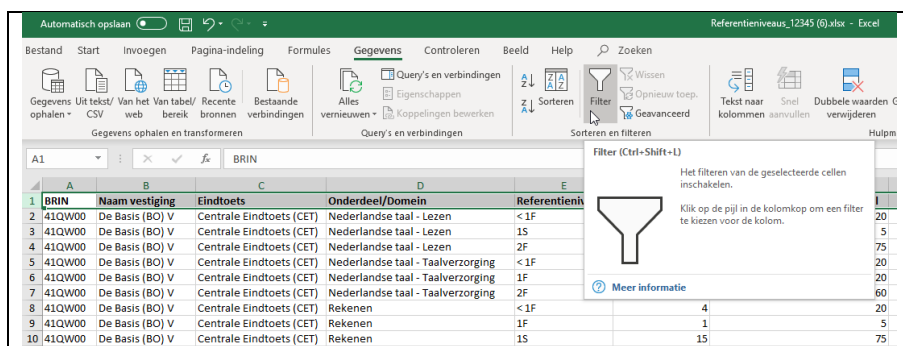 Automatisch opslaan Referentieniveaus_12345 (6).xlsx - Excel
Bestand Start Invoegen Pagina-indeling Formules Gegevens Controleren Beeld Help Zoeken
Gegevens ophalen Uit tekst/ CSV Van het web Van tabel/ bereik Recente bronnen Bestaande verbindingen
Alles vernieuwen Query's en verbindingen Eigenschappen Koppelingen bewerken
Sorteren Filter Wissen Opnieuw toep. Geavanceerd
Tekst naar kolommen Snel aanvullen Dubbele waarden verwijderen G
Gegevens ophalen en transformeren Query's en verbindingen Sorteren en filteren Hulpm
A1 fx BRIN
Filter (Ctrl+Shift+L)
Het filteren van de geselecteerde cellen
inschakelen.
Klik op de pijl in de kolomkop om een filter
te kiezen voor de kolom.
Meer informatie
A B C D E
1 BRIN Naam vestiging Eindtoets Onderdeel/Domein Referentieniv l
2 41QW00 De Basis (BO) V Centrale Eindtoets (CET) Nederlandse taal - Lezen < 1F 20
3 41QW00 De Basis (BO) V Centrale Eindtoets (CET) Nederlandse taal - Lezen 1S 5
4 41QW00 De Basis (BO) V Centrale Eindtoets (CET) Nederlandse taal - Lezen 2F 75
5 41QW00 De Basis (BO) V Centrale Eindtoets (CET) Nederlandse taal - Taalverzorging < 1F 20
6 41QW00 De Basis (BO) V Centrale Eindtoets (CET) Nederlandse taal - Taalverzorging 1F 20
7 41QW00 De Basis (BO) V Centrale Eindtoets (CET) Nederlandse taal - Taalverzorging 2F 60
8 41QW00 De Basis (BO) V Centrale Eindtoets (CET) Rekenen < 1F 4 20
9 41QW00 De Basis (BO) V Centrale Eindtoets (CET) Rekenen 1F 1 5
10 41QW00 De Basis (BO) V Centrale Eindtoets (CET) Rekenen 1S 15 75